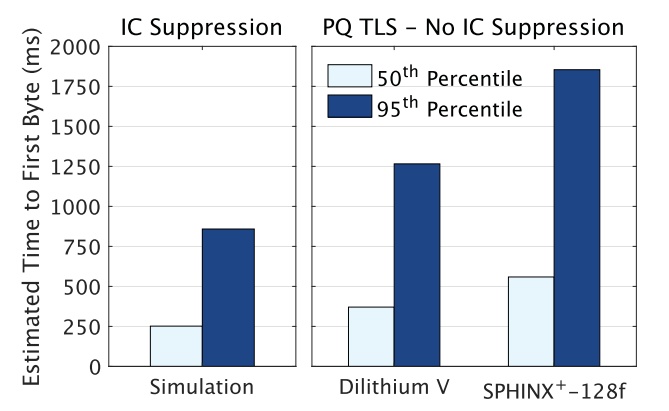 IC Suppression
PQ TLS – No IC Suppression
Estimated Time to First Byte (ms)
2000
1750
1500
1250
1000
750
500
250
0
50th Percentile
95th Percentile
Simulation
Dilithium V
SPHINX+-128f